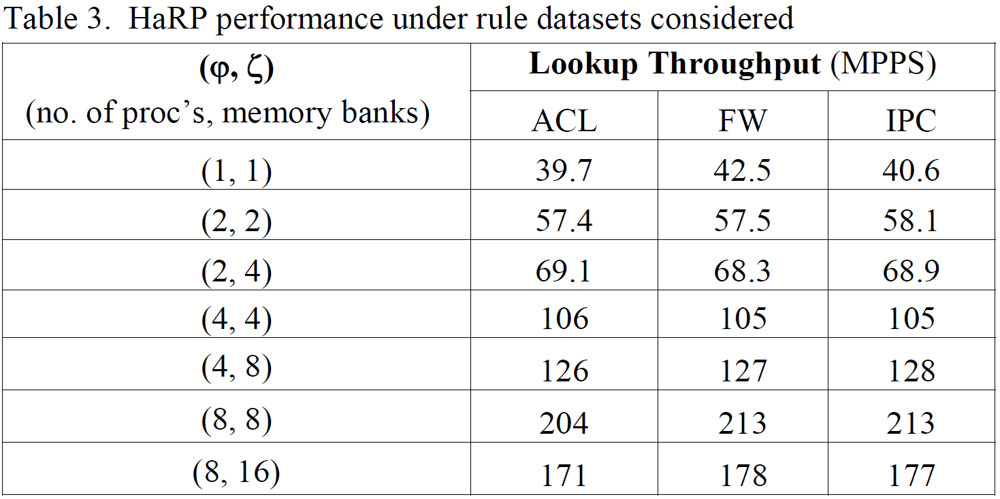 Table 3. HaRP performance under rule datasets considered
(φ, ζ) Lookup Throughput (MPPS)
(no. of proc's, memory banks) ACL FW IPC
(1, 1) 39.7 42.5 40.6
(2, 2) 57.4 57.5 58.1
(2, 4) 69.1 68.3 68.9
(4, 4) 106 105 105
(4, 8) 126 127 128
(8, 8) 204 213 213
(8, 16) 171 178 177